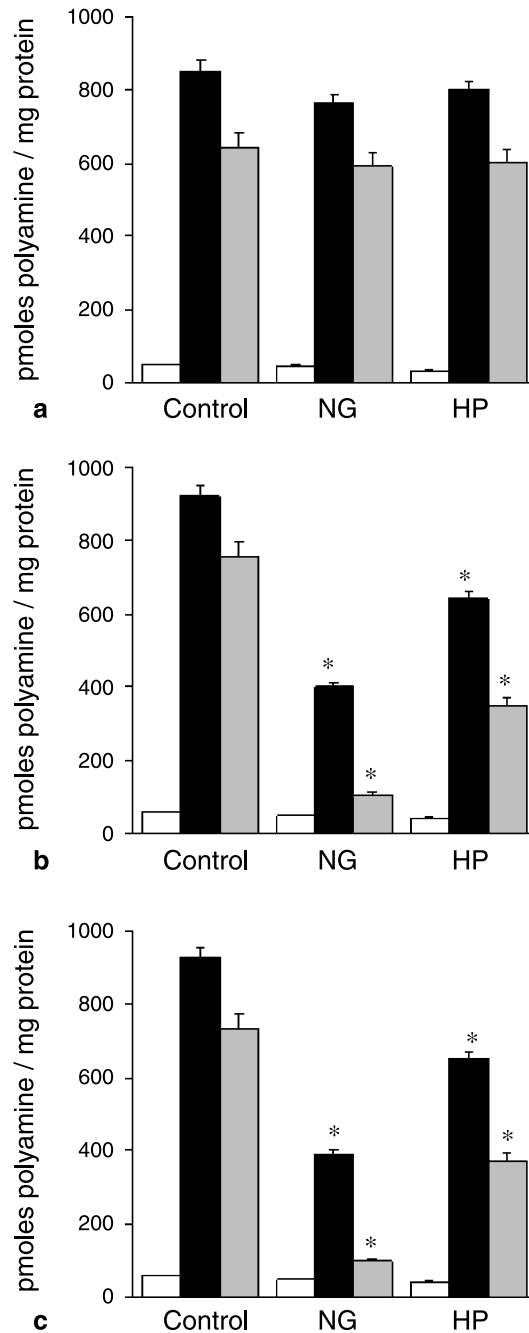 pmoles polyamine / mg protein
1000
800
600
400
200
0
a
Control NG HP
pmoles polyamine / mg protein
1000
800
600
400
200
0
*
*
*
*
b
Control NG HP
pmoles polyamine / mg protein
1000
800
600
400
200
0
*
*
*
*
c
Control NG HP